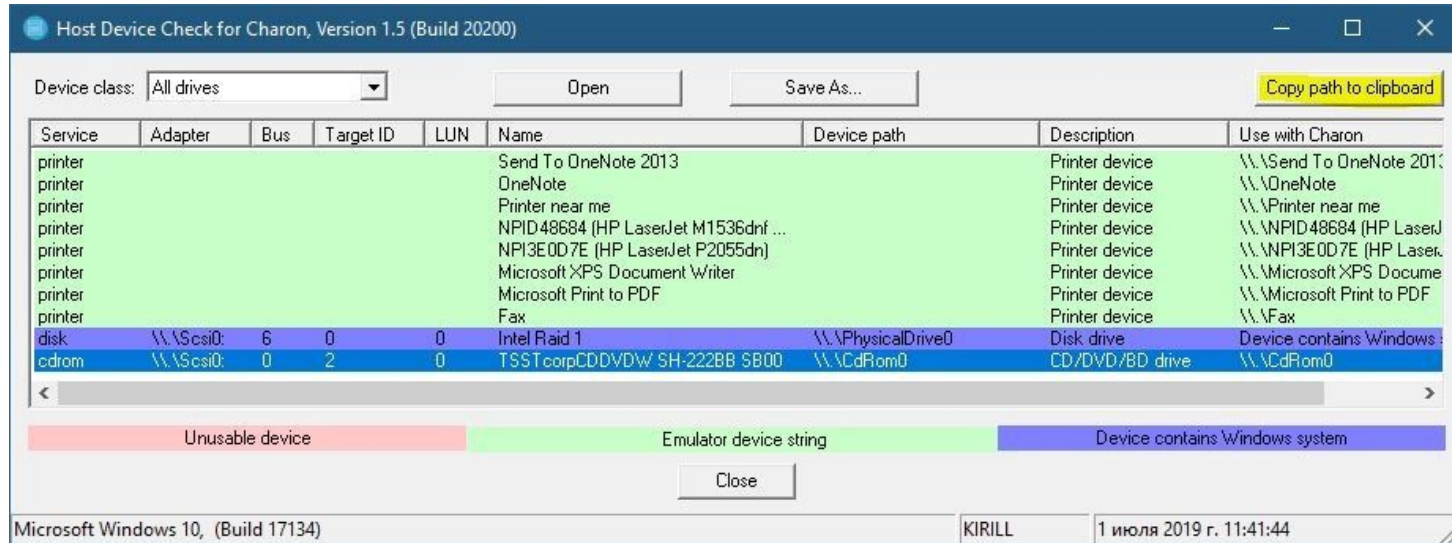 Host Device Check for Charon, Version 1.5 (Build 20200)
Device class: All drives Open Save As... Copy path to clipboard
Service Adapter Bus Target ID LUN Name Device path Description Use with Charon
printer Send To OneNote 2013 Printer device \\.\Send To OneNote 2013
printer OneNote Printer device \\.\OneNote
printer Printer near me Printer device \\.\Printer near me
printer NPID48684 (HP LaserJet M1536dnf ... Printer device \\.\NPID48684 (HP LaserJ
printer NPI3E0D7E (HP LaserJet P2055dn) Printer device \\.\NPI3E0D7E (HP Laser
printer Microsoft XPS Document Writer Printer device \\.\Microsoft XPS Docume
printer Microsoft Print to PDF Printer device \\.\Microsoft Print to PDF
printer Fax Printer device \\.\Fax
disk \\.\Scsi0: 6 0 0 Intel Raid 1 \\.\PhysicalDrive0 Disk drive Device contains Windows
cdrom \\.\Scsi0: 0 2 0 TSSTcorpCDDVDW SH-222BB SB00 \\.\CdRom0 CD/DVD/BD drive \\.\CdRom0
Unusable device Emulator device string Device contains Windows system
Close
Microsoft Windows 10, (Build 17134) KIRILL 1 июля 2019 г. 11:41:44